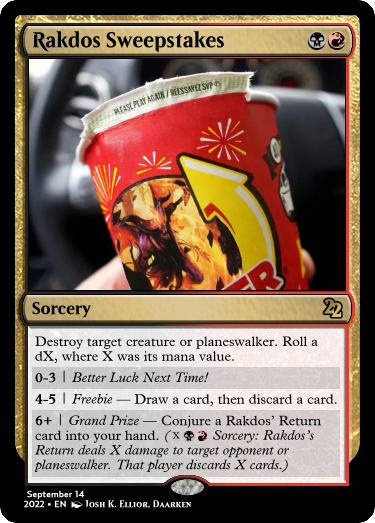 Rakdos Sweepstakes
PLEASE PLAY AGAIN / RÉESSAYEZ SVP
Sorcery
Destroy target creature or planeswalker. Roll a
dX, where X was its mana value.
0-3 | Better Luck Next Time!
4-5 | Freebie — Draw a card, then discard a card.
6+ | Grand Prize — Conjure a Rakdos' Return
card into your hand. (X Sorcery: Rakdos's
Return deals X damage to target opponent or
planeswalker. That player discards X cards.)
September 14
2022 • EN Josh K. Ellior, Daarken